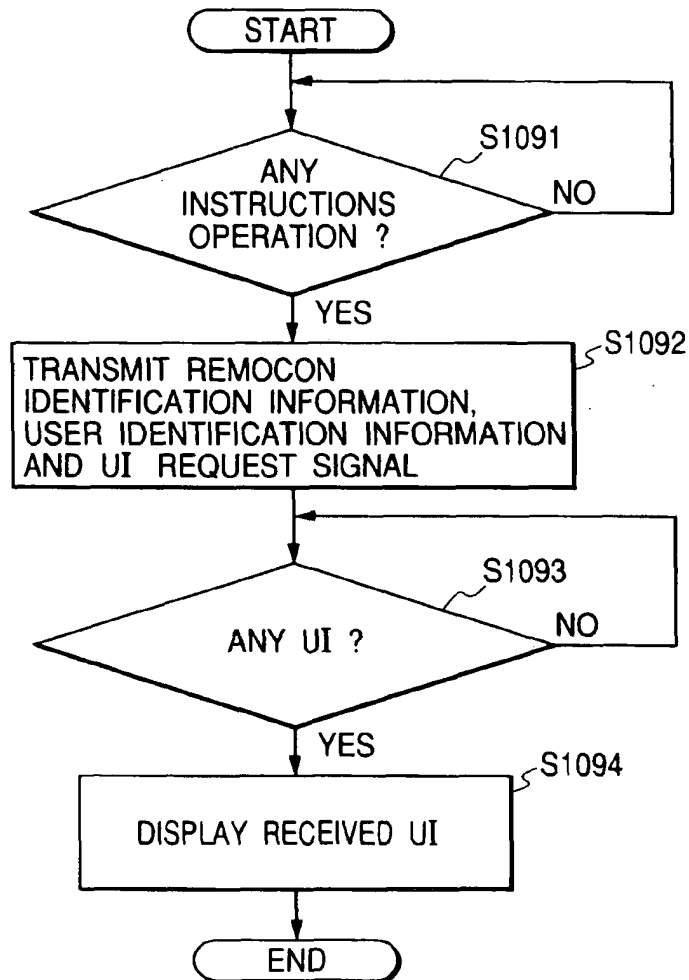 START
S1091
ANY
INSTRUCTIONS
OPERATION ?
NO
YES
S1092
TRANSMIT REMOCON
IDENTIFICATION INFORMATION,
USER IDENTIFICATION INFORMATION
AND UI REQUEST SIGNAL
S1093
ANY UI ?
NO
YES
S1094
DISPLAY RECEIVED UI
END